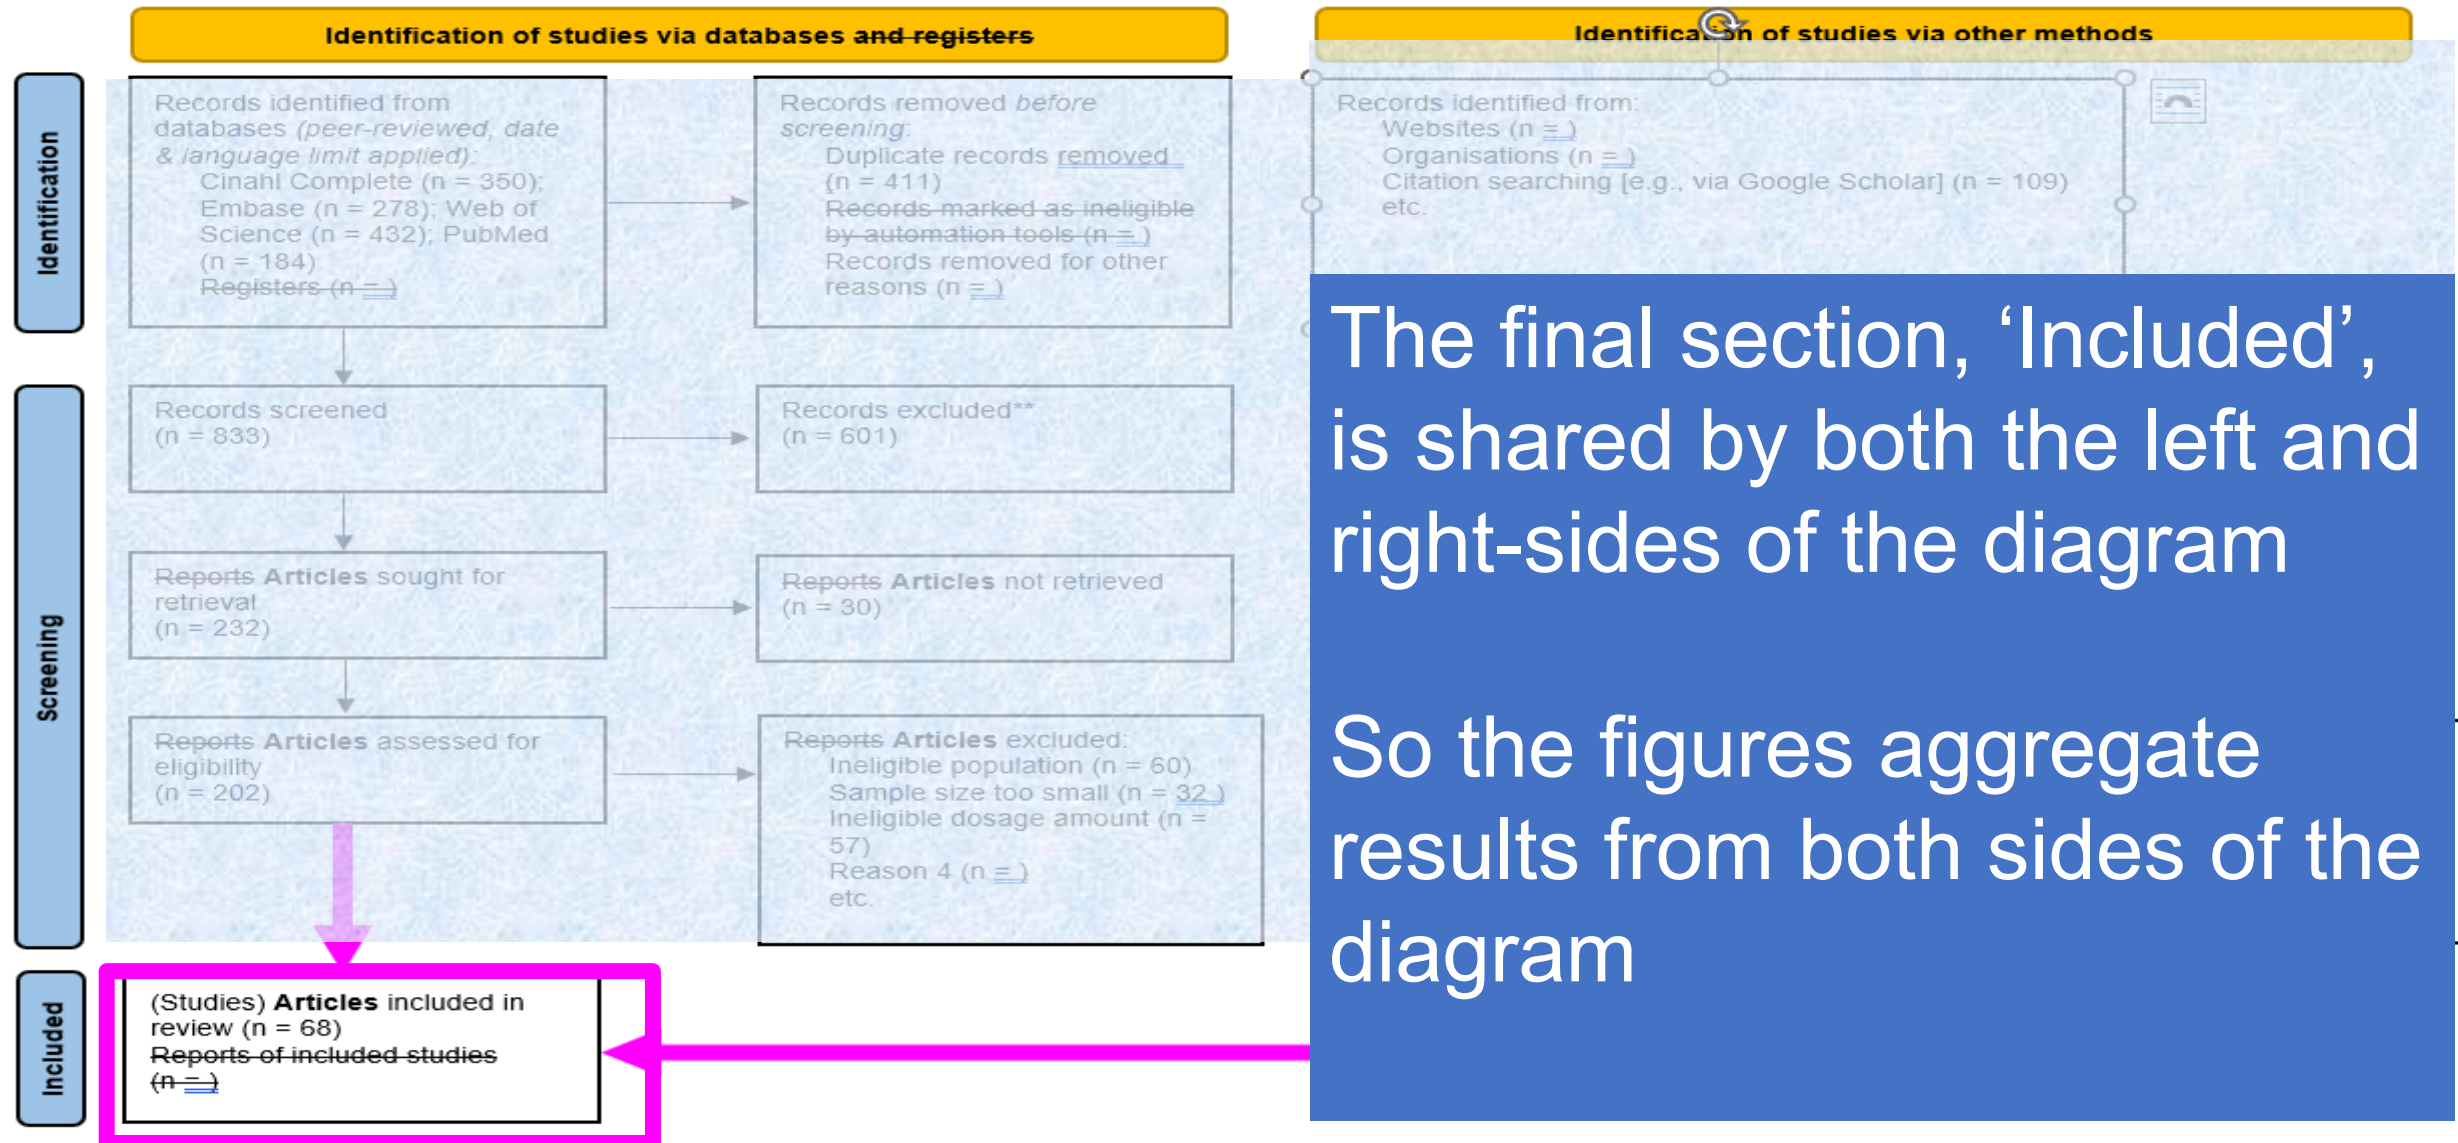 Identification of studies via databases and registers
Identification of studies via other methods
Identification
Records identified from
databases (peer-reviewed, date
& language limit applied):
Cinahl Complete (n = 350);
Embase (n = 278); Web of
Science (n = 432); PubMed
(n = 184)
Registers (n = )
Records removed before
screening:
Duplicate records removed
(n = 411)
Records marked as ineligible
by automation tools (n = )
Records removed for other
reasons (n = )
Records identified from:
Websites (n = )
Organisations (n = )
Citation searching [e.g., via Google Scholar] (n = 109)
etc.
Screening
Records screened
(n = 833)
Records excluded**
(n = 601)
Reports Articles sought for
retrieval
(n = 232)
Reports Articles not retrieved
(n = 30)
Reports Articles assessed for
eligibility
(n = 202)
Reports Articles excluded:
Ineligible population (n = 60)
Sample size too small (n = 32 )
Ineligible dosage amount (n =
57)
Reason 4 (n = )
etc.
Included
(Studies) Articles included in
review (n = 68)
Reports of included studies
(n = )
The final section, ‘Included’,
is shared by both the left and
right-sides of the diagram
So the figures aggregate
results from both sides of the
diagram